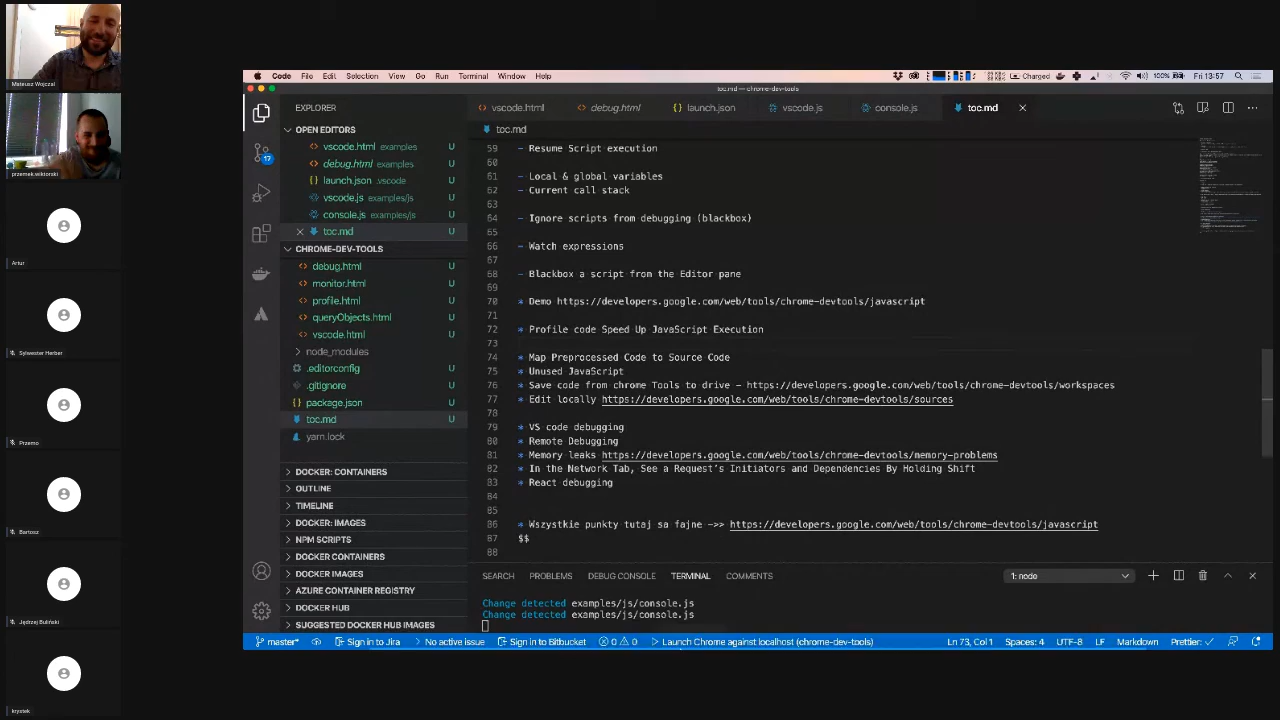 Mateusz Wojczal
przemek.wiktorski
Artur
Sylwester Herber
Przemo
Bartosz
Jędrzej Buliński
krystek
Code File Edit Selection View Go Run Terminal Window Help
Charged 100% Fri 13:57
toc.md — chrome-dev-tools
EXPLORER
vscode.html debug.html launch.json vscode.js console.js toc.md
OPEN EDITORS
vscode.html examples U
debug.html examples U
launch.json .vscode U
vscode.js examples/js U
console.js examples/js U
toc.md U
CHROME-DEV-TOOLS
debug.html U
monitor.html U
profile.html U
queryObjects.html U
vscode.html U
node_modules
.editorconfig U
.gitignore U
package.json U
toc.md U
yarn.lock
DOCKER: CONTAINERS
OUTLINE
TIMELINE
DOCKER: IMAGES
NPM SCRIPTS
DOCKER CONTAINERS
DOCKER IMAGES
AZURE CONTAINER REGISTRY
DOCKER HUB
SUGGESTED DOCKER HUB IMAGES
17
toc.md
59 - Resume Script execution
60
61 - Local & global variables
62 - Current call stack
63
64 - Ignore scripts from debugging (blackbox)
65
66 - Watch expressions
67
68 - Blackbox a script from the Editor pane
69
70 * Demo https://developers.google.com/web/tools/chrome-devtools/javascript
71
72 * Profile code Speed Up JavaScript Execution
73
74 * Map Preprocessed Code to Source Code
75 * Unused JavaScript
76 * Save code from chrome Tools to drive - https://developers.google.com/web/tools/chrome-devtools/workspaces
77 * Edit locally https://developers.google.com/web/tools/chrome-devtools/sources
78
79 * VS code debugging
80 * Remote Debugging
81 * Memory leaks https://developers.google.com/web/tools/chrome-devtools/memory-problems
82 * In the Network Tab, See a Request's Initiators and Dependencies By Holding Shift
83 * React debugging
84
85
86 * Wszystkie punkty tutaj sa fajne ->> https://developers.google.com/web/tools/chrome-devtools/javascript
87 $$
88
SEARCH PROBLEMS DEBUG CONSOLE TERMINAL COMMENTS 1: node
Change detected examples/js/console.js
Change detected examples/js/console.js
master* Sign in to Jira No active issue Sign in to Bitbucket 0 0 Launch Chrome against localhost (chrome-dev-tools) Ln 73, Col 1 Spaces: 4 UTF-8 LF Markdown Prettier: ✓